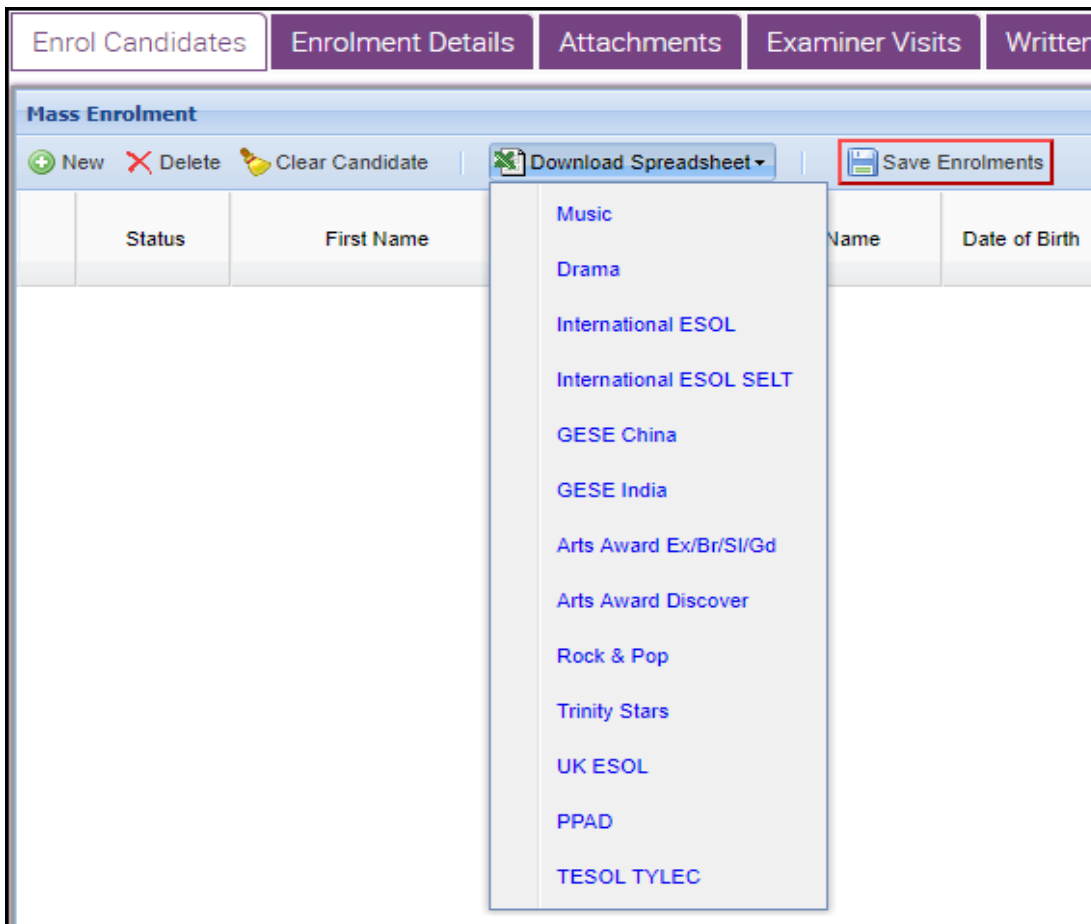 Enrol Candidates Enrolment Details Attachments Examiner Visits Written
Mass Enrolment
New Delete Clear Candidate Download Spreadsheet Save Enrolments
Status First Name Name Date of Birth
Music
Drama
International ESOL
International ESOL SELT
GESE China
GESE India
Arts Award Ex/Br/Sl/Gd
Arts Award Discover
Rock & Pop
Trinity Stars
UK ESOL
PPAD
TESOL TYLEC